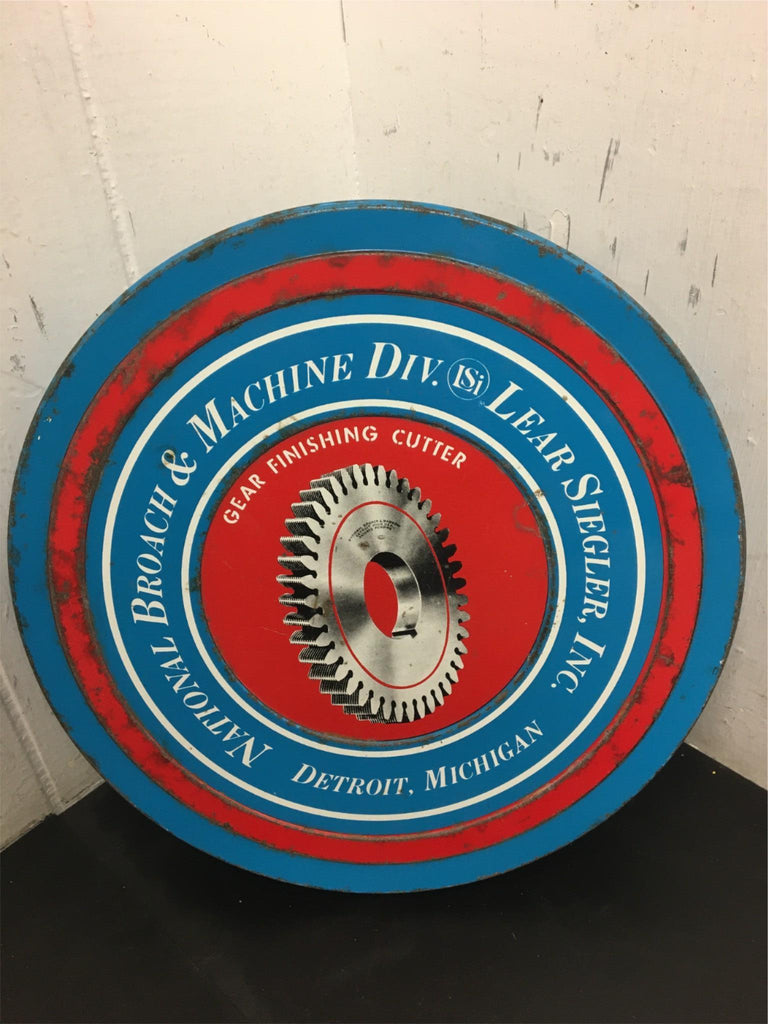 NATIONAL BROACH & MACHINE DIV. LSi LEAR SIEGLER, INC.
GEAR FINISHING CUTTER
DETROIT, MICHIGAN